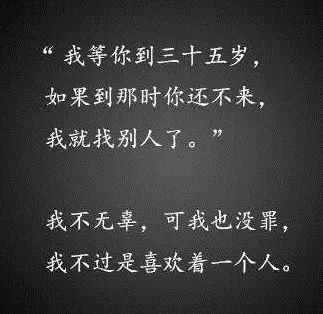 “我等你到三十五岁，
如果到那时你还不来，
我就找别人了。”
我不无辜，可我也没罪，
我不过是喜欢着一个人。